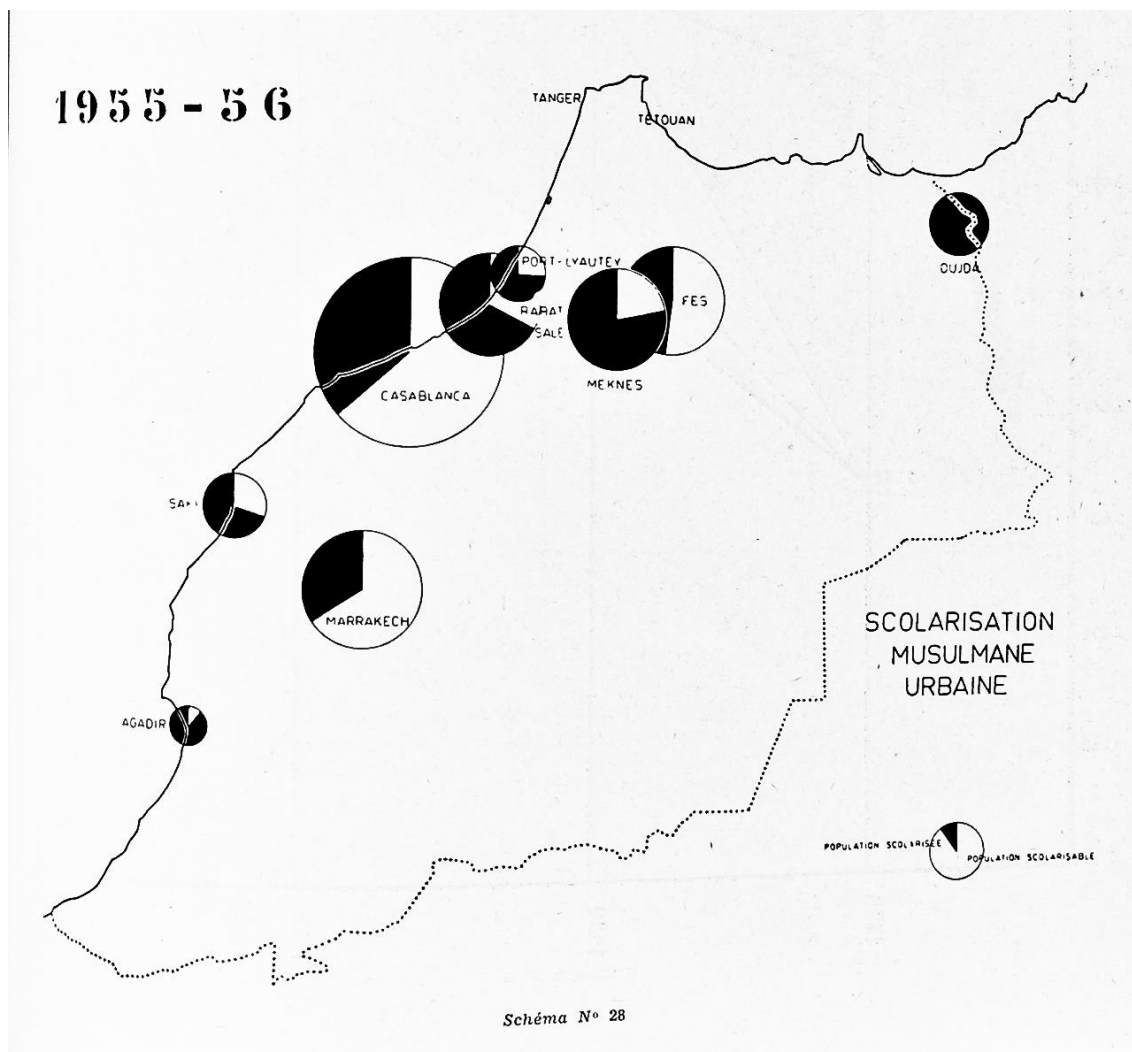 1955-56
TANGER
TETOUAN
PORT-LYAUTEY
OUJDA
FES
RABAT
SALE
MEKNES
CASABLANCA
SAFI
MARRAKECH
SCOLARISATION
MUSULMANE
URBAINE
AGADIR
POPULATION SCOLARISÉE
POPULATION SCOLARISABLE
Schéma Nº 28